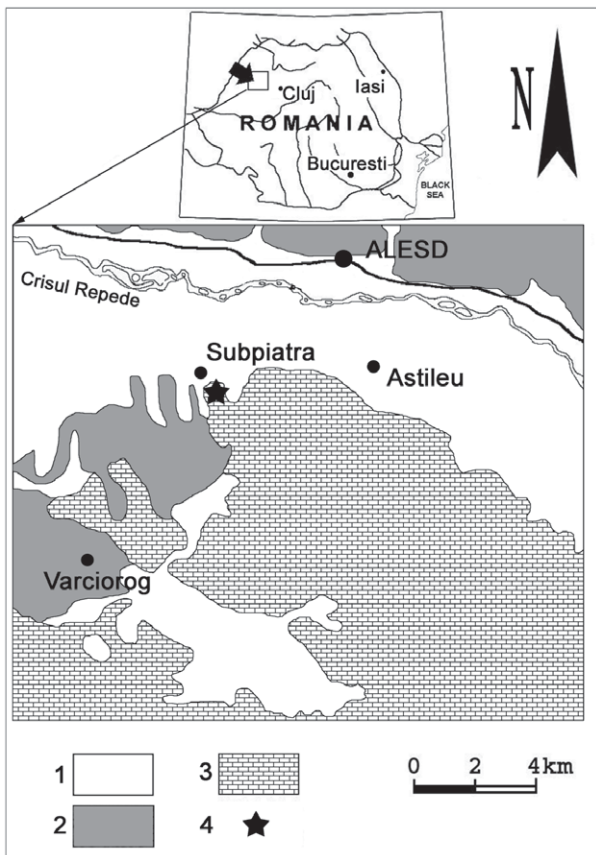 N
Cluj
Iasi
ROMANIA
Bucuresti
BLACK
SEA
ALESD
Crisul Repede
Subpiatra
Astileu
Varciorog
1
3
0 2 4km
2
4